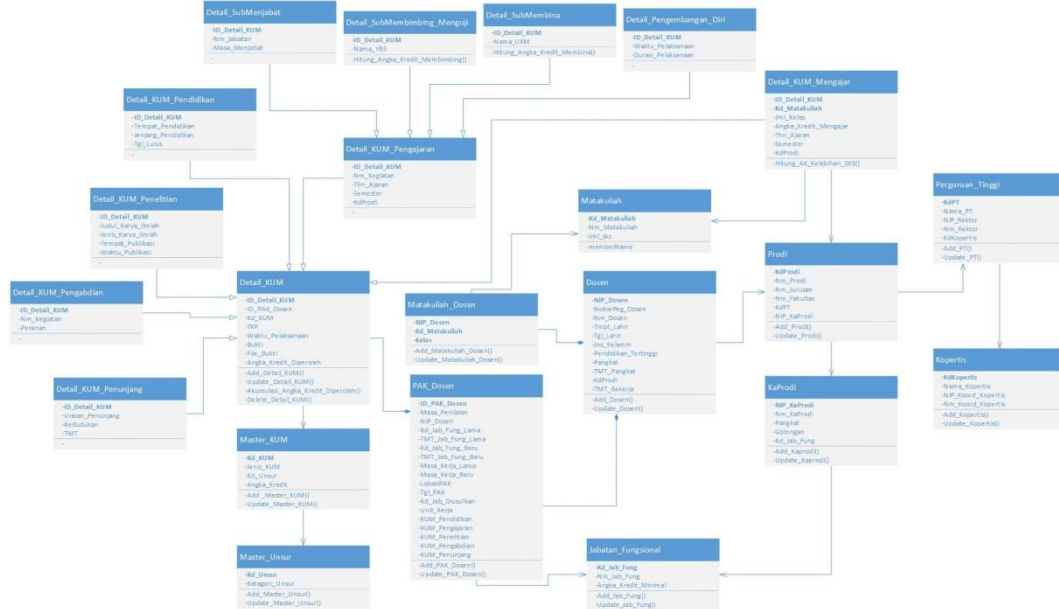 Detail_SubMenjabat
-ID_Detail_KUM
-Nm_Jabatan
-Masa_Menjabat
-
Detail_SubMembimbing_Menguji
-ID_Detail_KUM
-Nama_YBS
-Hitung_Angka_Kredit_Membimbing()
Detail_SubMembina
-ID_Detail_KUM
-Nama_UKM
-Hitung_Angka_Kredit_Membina()
Detail_Pengembangan_Diri
-ID_Detail_KUM
-Waktu_Pelaksanaan
-Durasi_Pelaksanaan
-
Detail_KUM_Mengajar
-ID_Detail_KUM
-Kd_Matakuliah
-Jml_Kelas
-Angka_Kredit_Mengajar
-Thn_Ajaran
-Semester
-KdProdi
-Hitung_AK_Kelebihan_SKS()
Detail_KUM_Pendidikan
-ID_Detail_KUM
-Tempat_Pendidikan
-Jenjang_Pendidikan
-Tgl_Lulus
-
Detail_KUM_Pengajaran
-ID_Detail_KUM
-Nm_Kegiatan
-Thn_Ajaran
-Semester
-KdProdi
-
Detail_KUM_Penelitian
-ID_Detail_KUM
-Judul_Karya_Ilmiah
-Jenis_Karya_Ilmiah
-Tempat_Publikasi
-Waktu_Publikasi
-
Matakuliah
-Kd_Matakuliah
-Nm_Matakuliah
-Jml_sks
-memberName
Perguruan_Tinggi
-KdPT
-Nama_PT
-NIP_Rektor
-Nm_Rektor
-KdKopertis
-Add_PT()
-Update_PT()
Detail_KUM_Pengabdian
-ID_Detail_KUM
-Nm_Kegiatan
-Peranan
-
Detail_KUM
-ID_Detail_KUM
-ID_PAK_Dosen
-Kd_KUM
-TKP
-Waktu_Pelaksanaan
-Bukti
-File_Bukti
-Angka_Kredit_Diperoleh
-Add_Detail_KUM()
-Update_Detail_KUM()
-Akumulasi_Angka_Kredit_Diperoleh()
-Delete_Detail_KUM()
Matakuliah_Dosen
-NIP_Dosen
-Kd_Matakuliah
-Kelas
-Add_Matakuliah_Dosen()
-Update_Matakuliah_Dosen()
Dosen
-NIP_Dosen
-NoKarPeg_Dosen
-Nm_Dosen
-Tmpt_Lahir
-Tgl_Lahir
-Jns_Kelamin
-Pendidikan_Tertinggi
-Pangkat
-TMT_Pangkat
-KdProdi
-TMT_Bekerja
-Add_Dosen()
-Update_Dosen()
Prodi
-KdProdi
-Nm_Prodi
-Nm_Jurusan
-Nm_Fakultas
-KdPT
-NIP_KaProdi
-Add_Prodi()
-Update_Prodi()
Kopertis
-KdKopertis
-Nama_Kopertis
-NIP_Koord_Kopertis
-Nm_Koord_Kopertis
-Add_Kopertis()
-Update_Kopertis()
Detail_KUM_Penunjang
-ID_Detail_KUM
-Uraian_Penunjang
-Kedudukan
-TMT
-
PAK_Dosen
-ID_PAK_Dosen
-Masa_Penilaian
-NIP_Dosen
-Kd_Jab_Fung_Lama
-TMT_Jab_Fung_Lama
-Kd_Jab_Fung_Baru
-TMT_Jab_Fung_Baru
-Masa_Kerja_Lama
-Masa_Kerja_Baru
-LokasiPAK
-Tgl_PAK
-Kd_Jab_Diusulkan
-Unit_Kerja
-KUM_Pendidikan
-KUM_Pengajaran
-KUM_Penelitian
-KUM_Pengabdian
-KUM_Penunjang
-Add_PAK_Dosen()
-Update_PAK_Dosen()
KaProdi
-NIP_KaProdi
-Nm_KaProdi
-Pangkat
-Golongan
-Kd_Jab_Fung
-Add_Kaprodi()
-Update_Kaprodi()
Master_KUM
-Kd_KUM
-Jenis_KUM
-Kd_Unsur
-Angka_Kredit
-Add _Master_KUM()
-Update_Master_KUM()
Master_Unsur
-Kd_Unsur
-Katagori_Unsur
-Add_Master_Unsur()
-Update_Master_Unsur()
Jabatan_Fungsional
-Kd_Jab_Fung
-Nm_Jab_Fung
-Angka_Kredit_Minimal
-Add_Jab_Fung()
-Update_Jab_Fung()